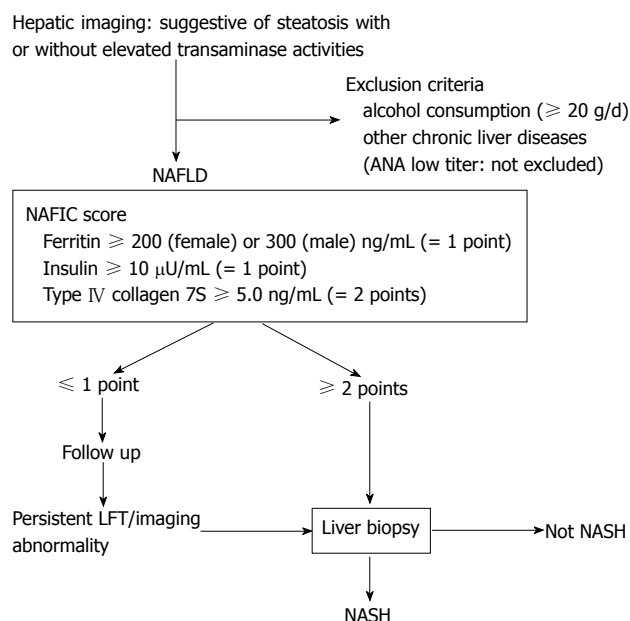 Hepatic imaging: suggestive of steatosis with
or without elevated transaminase activities
Exclusion criteria
alcohol consumption (≥ 20 g/d)
other chronic liver diseases
(ANA low titer: not excluded)
NAFLD
NAFIC score
Ferritin ≥ 200 (female) or 300 (male) ng/mL (= 1 point)
Insulin ≥ 10 μU/mL (= 1 point)
Type Ⅳ collagen 7S ≥ 5.0 ng/mL (= 2 points)
≤ 1 point
≥ 2 points
Follow up
Persistent LFT/imaging
abnormality
Liver biopsy
Not NASH
NASH